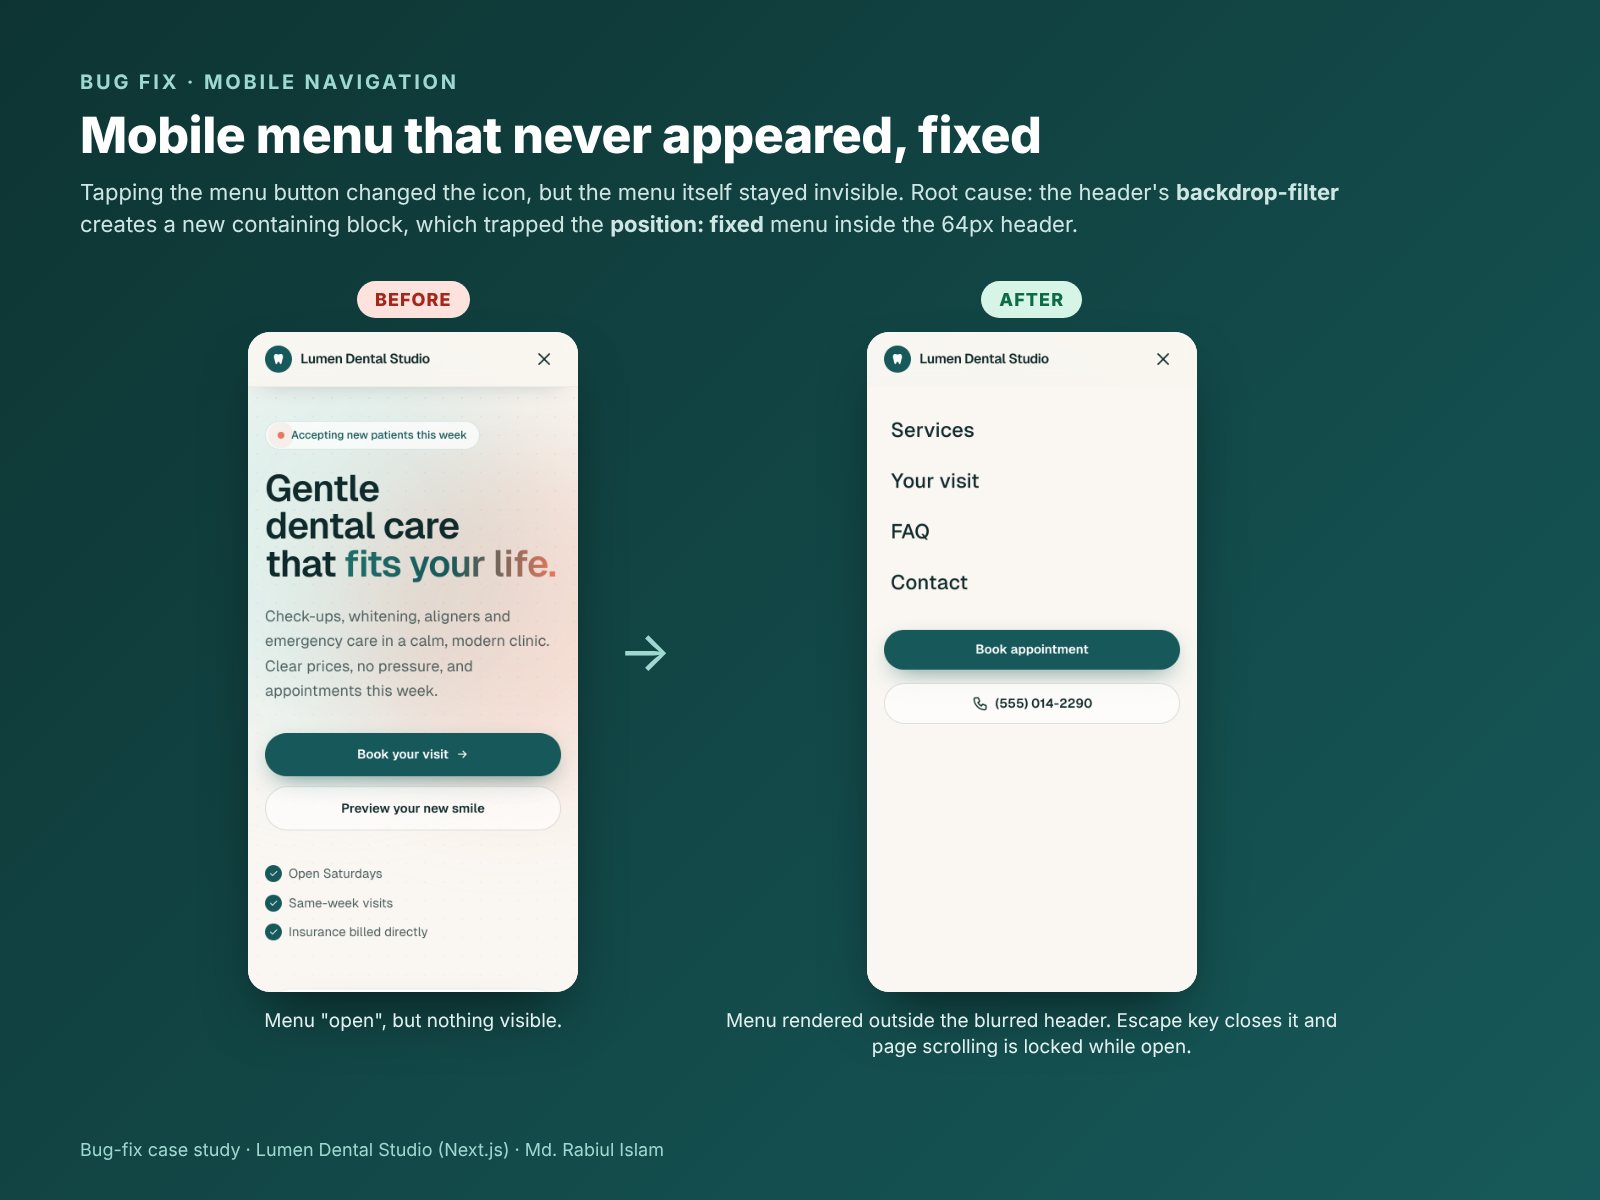 BUG FIX · MOBILE NAVIGATION
Mobile menu that never appeared, fixed
Tapping the menu button changed the icon, but the menu itself stayed invisible. Root cause: the header's backdrop-filter
creates a new containing block, which trapped the position: fixed menu inside the 64px header.
BEFORE
Lumen Dental Studio
Accepting new patients this week
Gentle
dental care
that fits your life.
Check-ups, whitening, aligners and
emergency care in a calm, modern clinic.
Clear prices, no pressure, and
appointments this week.
Book your visit →
Preview your new smile
Open Saturdays
Same-week visits
Insurance billed directly
Menu "open", but nothing visible.
→
AFTER
Lumen Dental Studio
Services
Your visit
FAQ
Contact
Book appointment
(555) 014-2290
Menu rendered outside the blurred header. Escape key closes it and
page scrolling is locked while open.
Bug-fix case study · Lumen Dental Studio (Next.js) · Md. Rabiul Islam